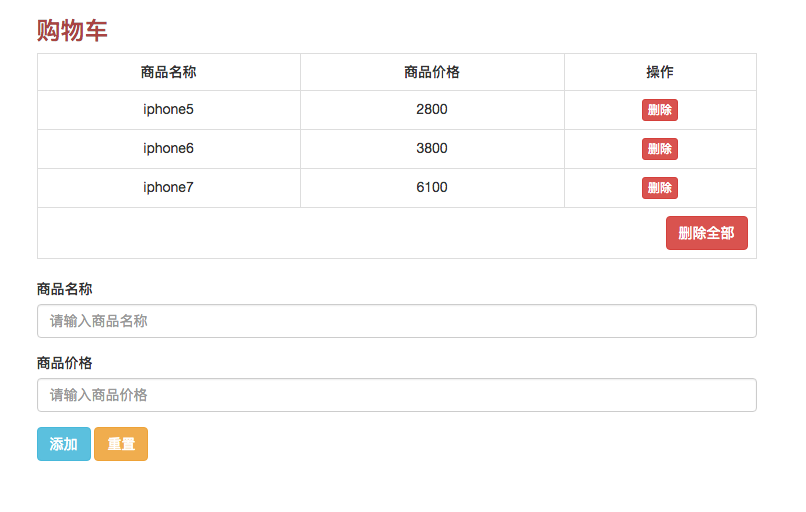 购物车
商品名称 商品价格 操作
iphone5 2800 删除
iphone6 3800 删除
iphone7 6100 删除
删除全部
商品名称
请输入商品名称
商品价格
请输入商品价格
添加 重置